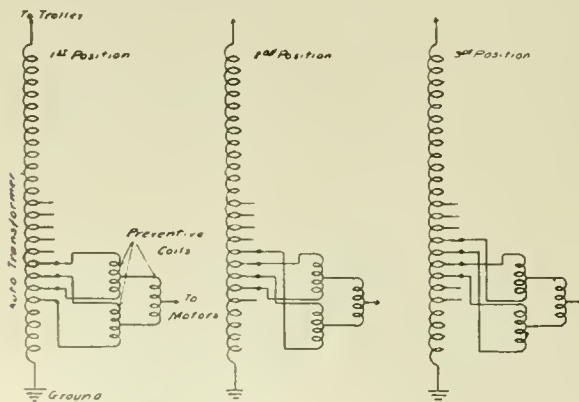 To Trolley
1st Position
2nd Position
3rd Position
Auto Transformer
Preventive
Coils
To
Motors
Ground